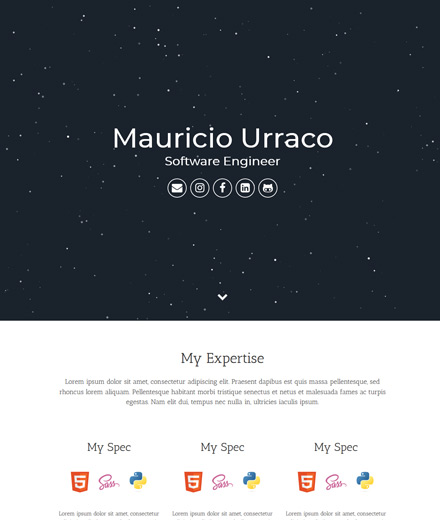 Mauricio Urraco
Software Engineer
My Expertise
Lorem ipsum dolor sit amet, consectetur adipiscing elit. Praesent dapibus est quis massa pellentesque, sed
rhoncus lorem aliquam. Pellentesque habitant morbi tristique senectus et netus et malesuada fames ac turpis
egestas. Nam elit dui, tempus nec nulla in, ultricies iaculis ipsum.
My Spec My Spec My Spec
5 Sass 5 Sass 5 Sass
Lorem ipsum dolor sit amet, consectetur Lorem ipsum dolor sit amet, consectetur Lorem ipsum dolor sit amet, consectetur